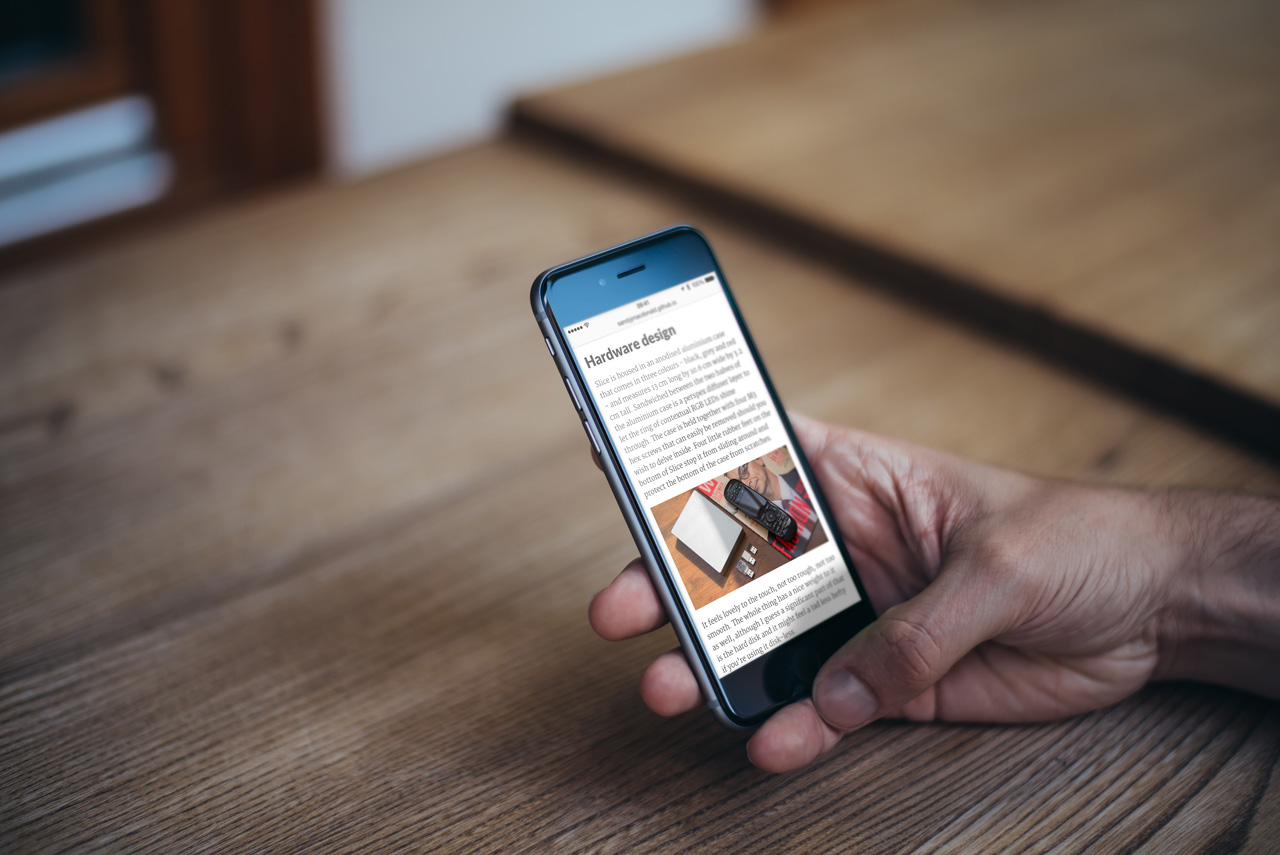 09:41
100%
sandymacdonald.github.io
Hardware design
Slice is housed in an anodised aluminium case
that comes in three colours - black, grey and red
- and measures 13 cm long by 10.6 cm wide by 3.2
cm tall. Sandwiched between the two halves of
the aluminium case is a perspex diffuser layer to
let the ring of contextual RGB LEDs shine
through. The case is held together with four M3
hex screws that can easily be removed should you
wish to delve inside. Four little rubber feet on the
bottom of Slice stop it from sliding around and
protect the bottom of the case from scratches.
It feels lovely to the touch, not too rough, not too
smooth. The whole thing has a nice weight to it
as well, although I guess a significant part of that
is the hard disk and it might feel a tad less hefty
if you're using it disk-less